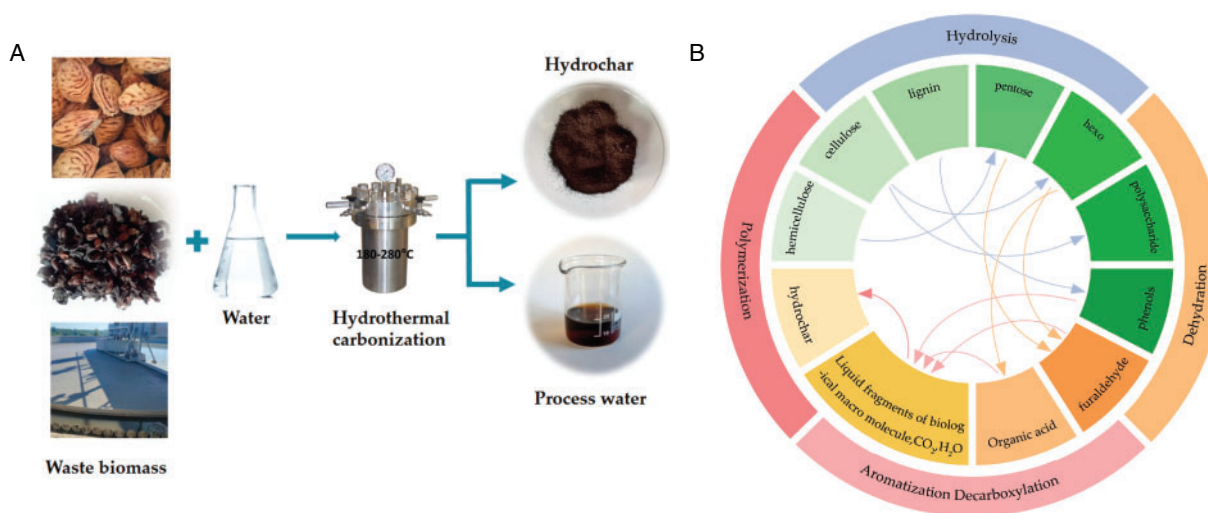 A
Waste biomass
Water
180-280°C
Hydrothermal
carbonization
Hydrochar
Process water
B
Hydrolysis
Dehydration
Aromatization Decarboxylation
Polymerization
hemicellulose
cellulose
lignin
pentose
hexo
polysaccharide
phenols
furaldehyde
Organic acid
Liquid fragments of biolog
-ical macro molecule,CO₂,H₂O
hydrochar